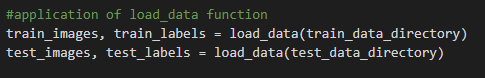 #application of load_data function
train_images, train_labels = load_data(train_data_directory)
test_images, test_labels = load_data(test_data_directory)